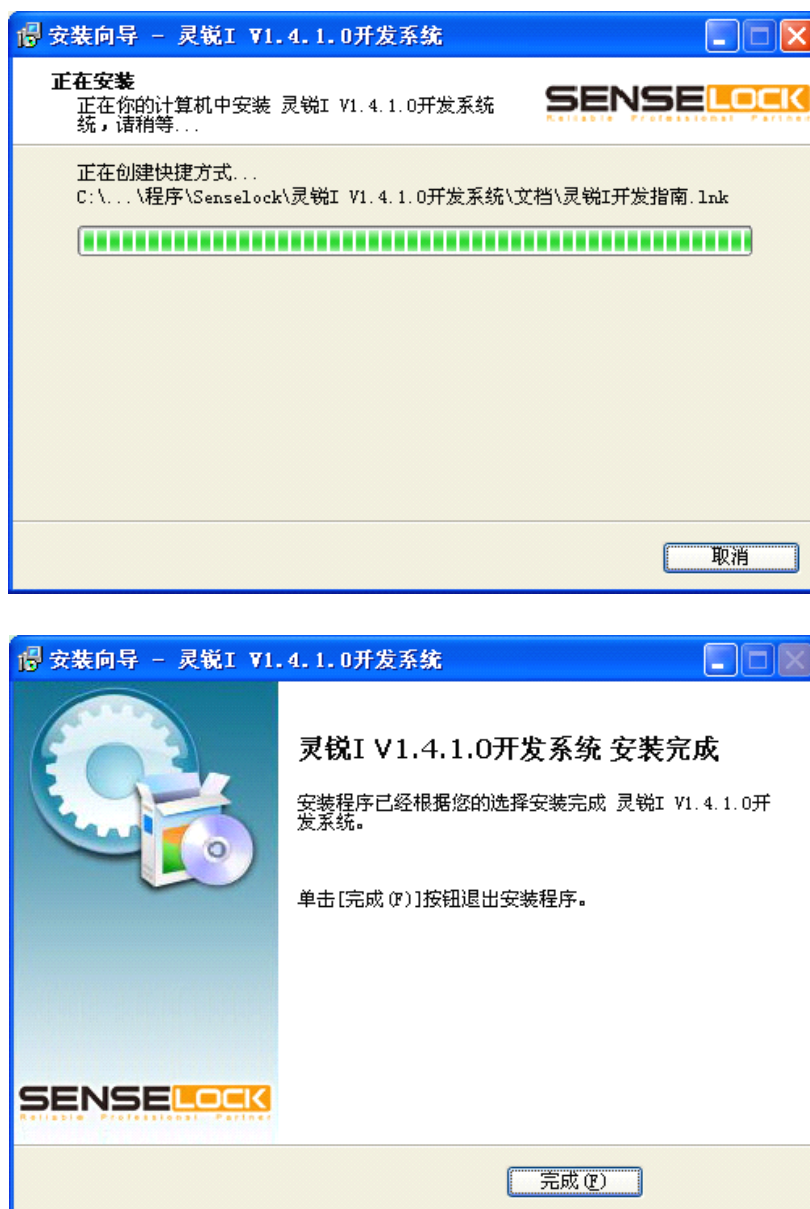 安装向导 - 灵锐I V1.4.1.0开发系统
正在安装
正在你的计算机中安装 灵锐I V1.4.1.0开发系统
统，请稍等...
SENSELOCK
Reliable Professional Partner
正在创建快捷方式...
C:\...\程序\Senselock\灵锐I V1.4.1.0开发系统\文档\灵锐I开发指南.lnk
取消
安装向导 - 灵锐I V1.4.1.0开发系统
灵锐I V1.4.1.0开发系统 安装完成
安装程序已经根据您的选择安装完成 灵锐I V1.4.1.0开
发系统。
单击[完成(F)]按钮退出安装程序。
SENSELOCK
Reliable Professional Partner
完成(F)